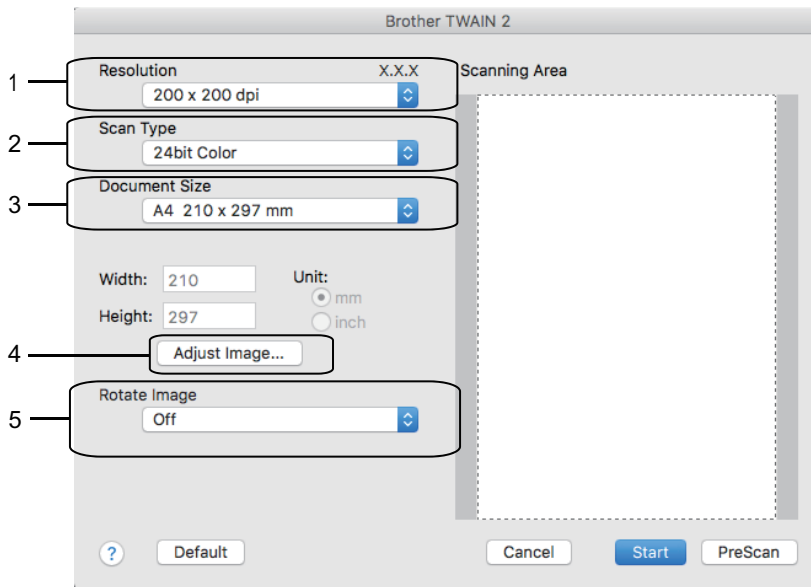 Brother TWAIN 2
1
Resolution X.X.X
200 x 200 dpi
2
Scan Type
24bit Color
3
Document Size
A4 210 x 297 mm
Width: 210
Unit:
mm
Height: 297
inch
4
Adjust Image...
5
Rotate Image
Off
Scanning Area
? Default Cancel Start PreScan